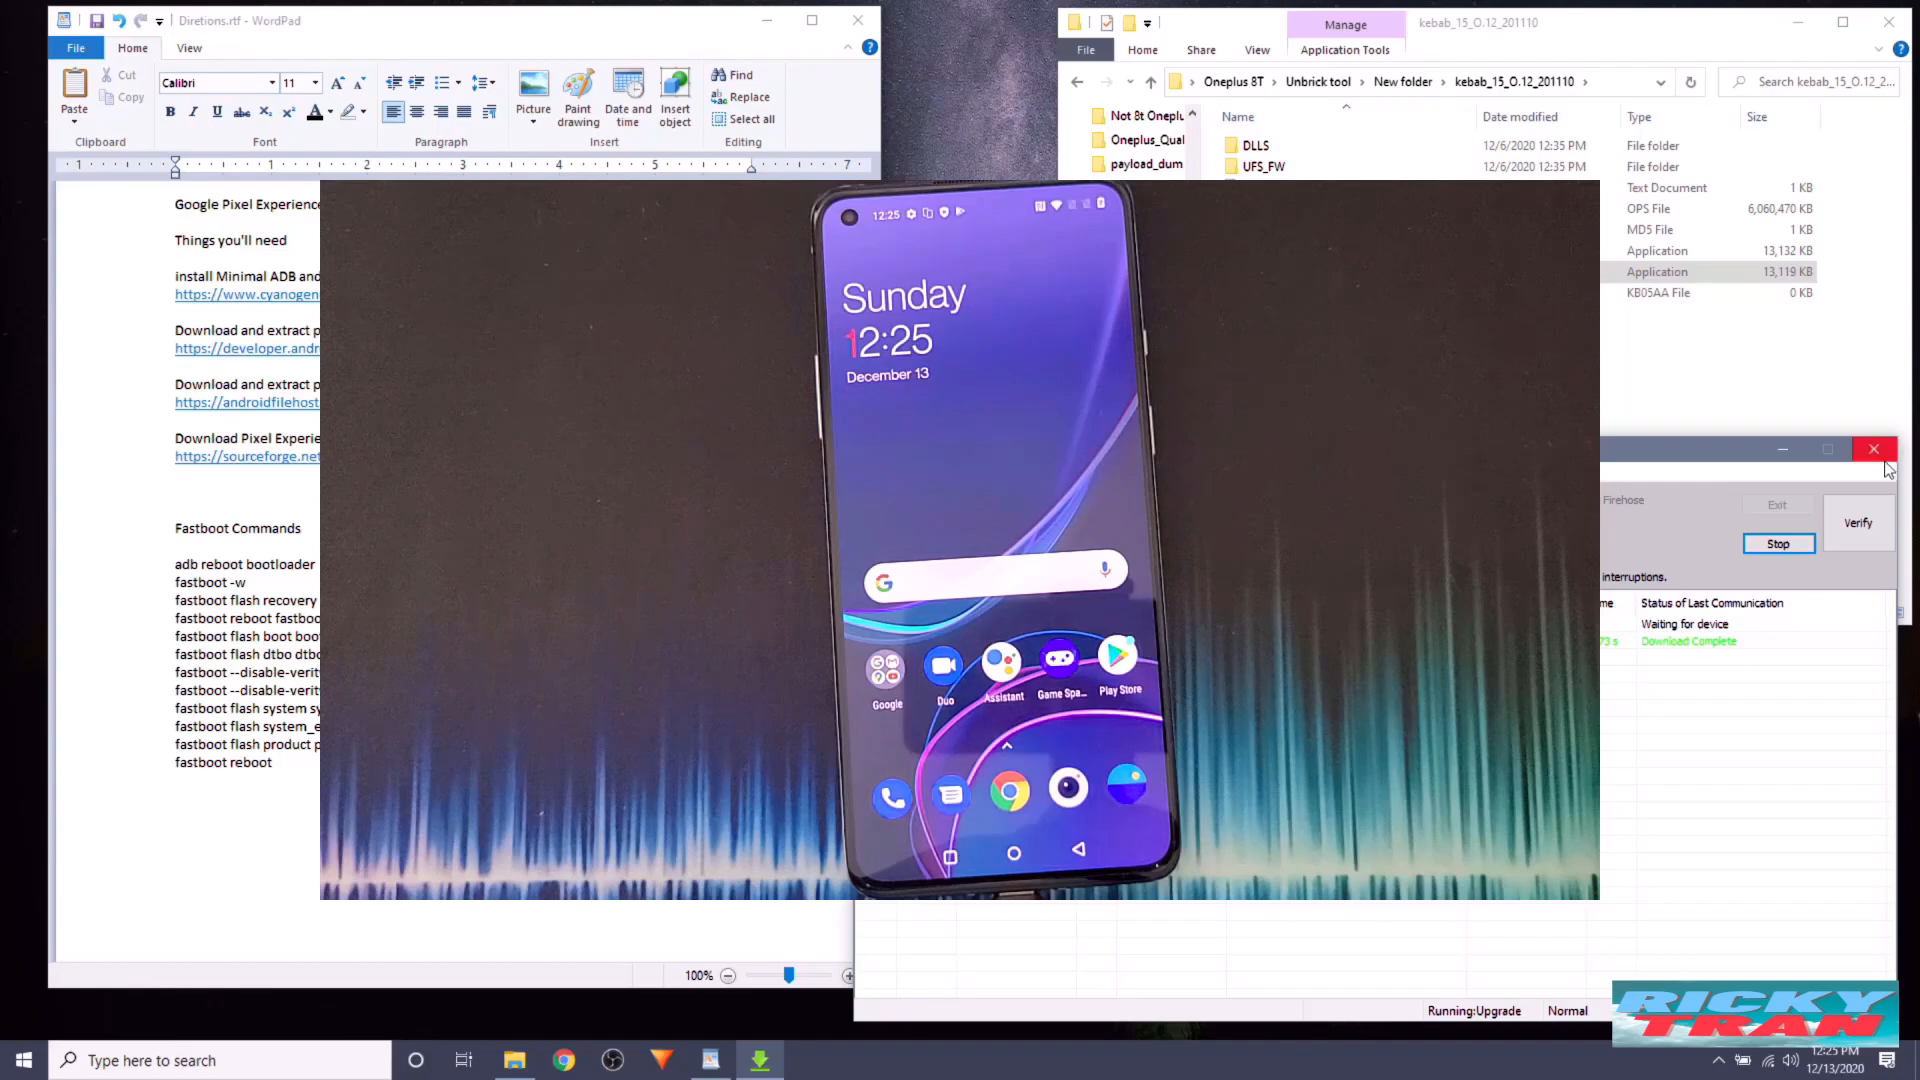 Diretions.rtf - WordPad
File
Home
View
Paste
Cut
Copy
Clipboard
Calibri
11
Font
Paragraph
Picture
Paint drawing
Date and time
Insert object
Insert
Find
Replace
Select all
Editing
1 1 2 3 4 5 7
Google Pixel Experience
Things you'll need
install Minimal ADB and
https://www.cyanogen
Download and extract p
https://developer.andr
Download and extract p
https://androidfilehost
Download Pixel Experie
https://sourceforge.net
Fastboot Commands
adb reboot bootloader
fastboot -w
fastboot flash recovery
fastboot reboot fastboo
fastboot flash boot boo
fastboot flash dtbo dtbo
fastboot --disable-verit
fastboot --disable-verit
fastboot flash system sy
fastboot flash system_e
fastboot flash product p
fastboot reboot
100%
Manage
kebab_15_O.12_201110
File
Home
Share
View
Application Tools
Oneplus 8T
Unbrick tool
New folder
kebab_15_O.12_201110
Search kebab_15_O.12_2...
Not 8t Oneplu
Oneplus_Qual
payload_dum
Name Date modified Type Size
DLLS 12/6/2020 12:35 PM File folder
UFS_FW 12/6/2020 12:35 PM File folder
Text Document 1 KB
OPS File 6,060,470 KB
MD5 File 1 KB
Application 13,132 KB
Application 13,119 KB
KB05AA File 0 KB
12:25
Sunday
12:25
December 13
Google
Duo
Assistant
Game Spa...
Play Store
Firehose
Exit
Verify
Stop
interruptions.
me Status of Last Communication
Waiting for device
73 s Download Complete
Running:Upgrade
Normal
RICKY
TRAN
Type here to search
12:25 PM
12/13/2020